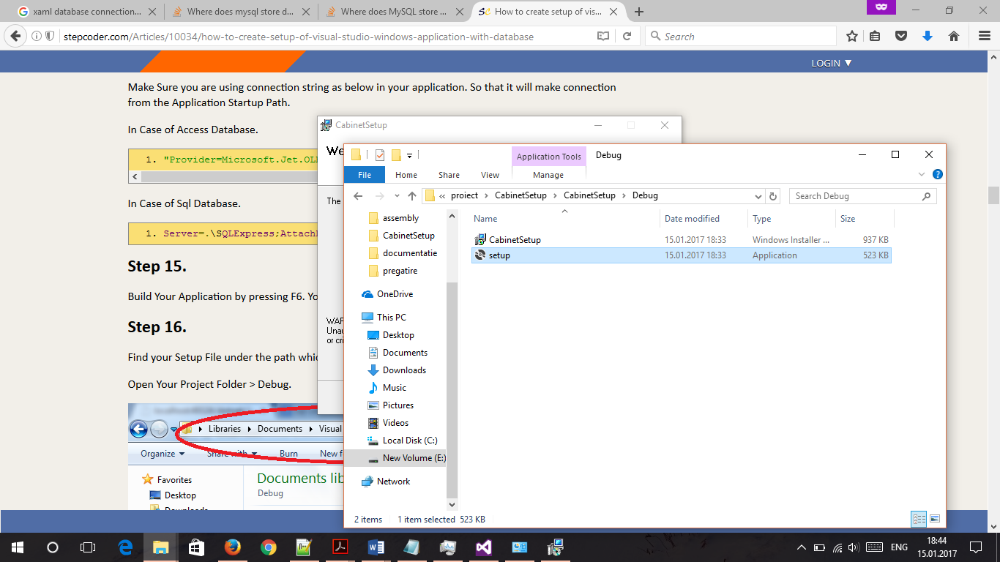 xaml database connection...
Where does mysql store d...
Where does MySQL store ...
How to create setup of vis...
stepcoder.com/Articles/10034/how-to-create-setup-of-visual-studio-windows-application-with-database
Search
LOGIN ▼
Make Sure you are using connection string as below in your application. So that it will make connection
from the Application Startup Path.
In Case of Access Database.
1. "Provider=Microsoft.Jet.OL
In Case of Sql Database.
1. Server=.\SQLExpress;Attach
Step 15.
Build Your Application by pressing F6. Yo
Step 16.
Find your Setup File under the path whic
Open Your Project Folder > Debug.
Libraries
Documents
Visual
Organize
Share with
Burn
New f
Favorites
Desktop
Downloads
Documents lib
Debug
CabinetSetup
We
The
WAR
Unau
or cri
Application Tools
Debug
File
Home
Share
View
Manage
« proiect > CabinetSetup > CabinetSetup > Debug
Search Debug
assembly
CabinetSetup
documentatie
pregatire
OneDrive
This PC
Desktop
Documents
Downloads
Music
Pictures
Videos
Local Disk (C:)
New Volume (E:)
Network
Name Date modified Type Size
CabinetSetup 15.01.2017 18:33 Windows Installer ... 937 KB
setup 15.01.2017 18:33 Application 523 KB
2 items
1 item selected 523 KB
ENG
18:44
15.01.2017